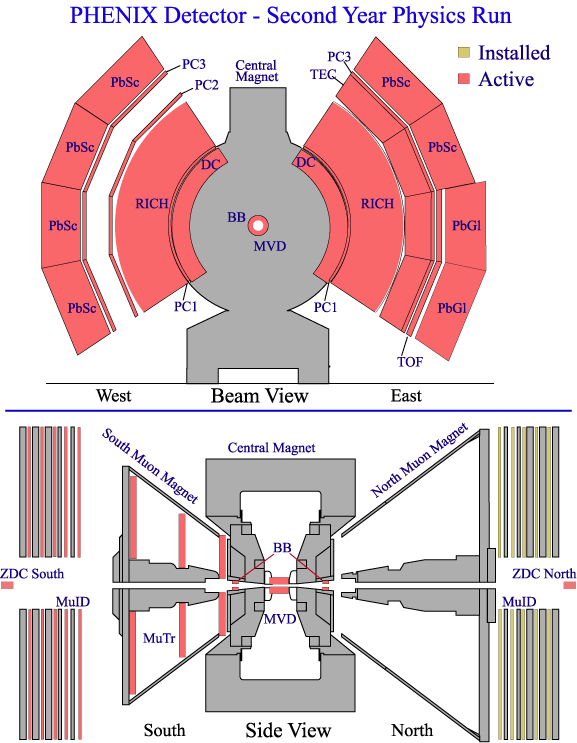 PHENIX Detector - Second Year Physics Run
Installed
Active
Central
Magnet
PC3
PC2
PbSc
PbSc
PbSc
PbSc
RICH
DC
PC1
BB
MVD
PC3
TEC
PbSc
PbSc
PbGl
PbGl
DC
RICH
PC1
TOF
West
Beam View
East
South Muon Magnet
Central Magnet
North Muon Magnet
BB
ZDC South
ZDC North
MuID
MuID
MVD
MuTr
South
Side View
North